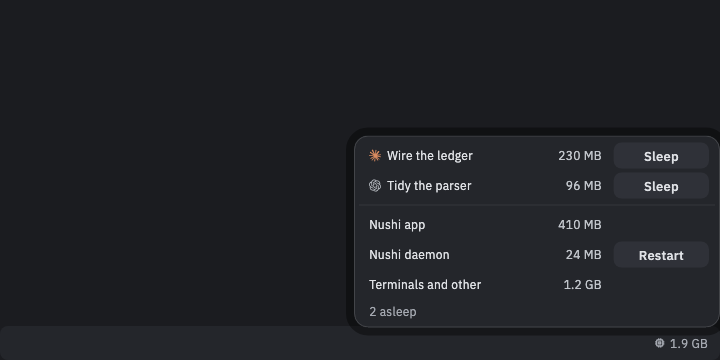 Wire the ledger 230 MB Sleep
Tidy the parser 96 MB Sleep
Nushi app 410 MB
Nushi daemon 24 MB Restart
Terminals and other 1.2 GB
2 asleep
1.9 GB